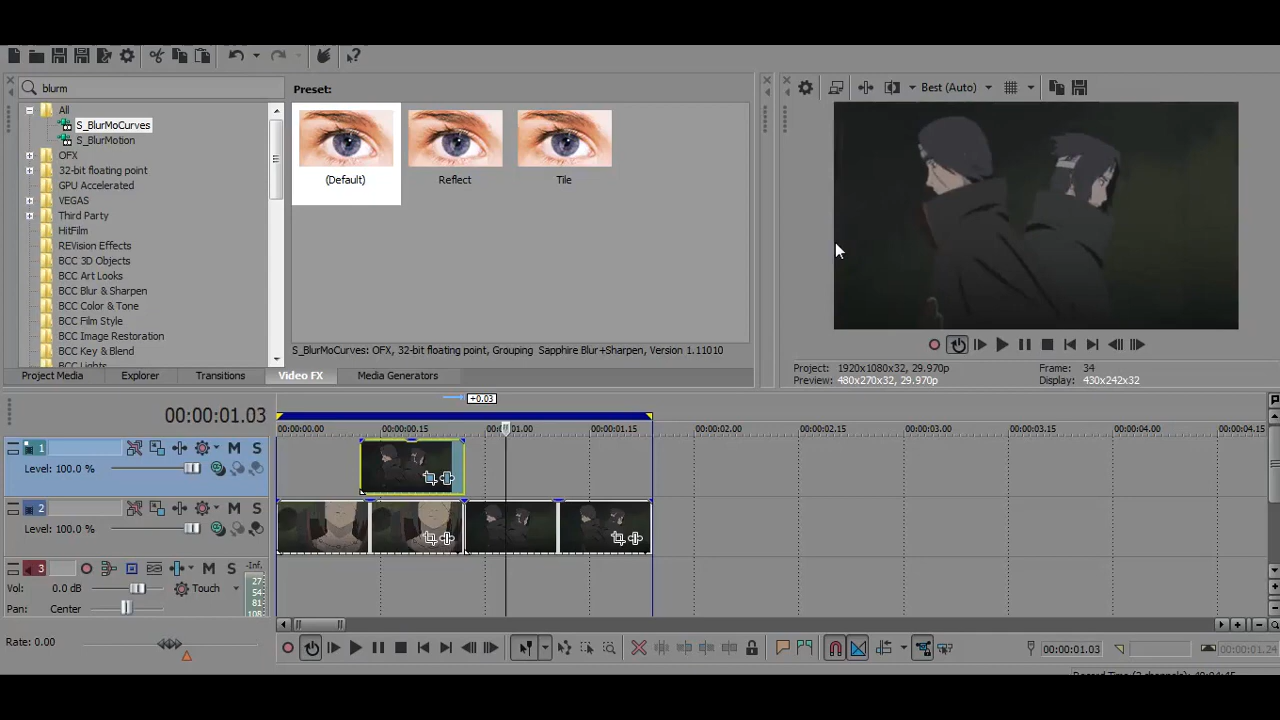 blurm
All
S_BlurMoCurves
S_BlurMotion
OFX
32-bit floating point
GPU Accelerated
VEGAS
Third Party
HitFilm
REVision Effects
BCC 3D Objects
BCC Art Looks
BCC Blur & Sharpen
BCC Color & Tone
BCC Film Style
BCC Image Restoration
BCC Key & Blend
BCC Lights
Preset:
(Default) Reflect Tile
S_BlurMoCurves: OFX, 32-bit floating point, Grouping Sapphire Blur+Sharpen, Version 1.11010
Project Media Explorer Transitions Video FX Media Generators
Best (Auto)
Project: 1920x1080x32, 29.970p Frame: 34
Preview: 480x270x32, 29.970p Display: 430x242x32
+0.03
00:00:01.03
00:00:00.00 00:00:00.15 00:00:01.00 00:00:01.15 00:00:02.00 00:00:02.15 00:00:03.00 00:00:03.15 00:00:04.00 00:00:04.15
1 M S
Level: 100.0 %
2 M S
Level: 100.0 %
3 M S -Inf.
Vol: 0.0 dB Touch 27
54
Pan: Center 81
108
Rate: 0.00
00:00:01.03 00:00:01.24